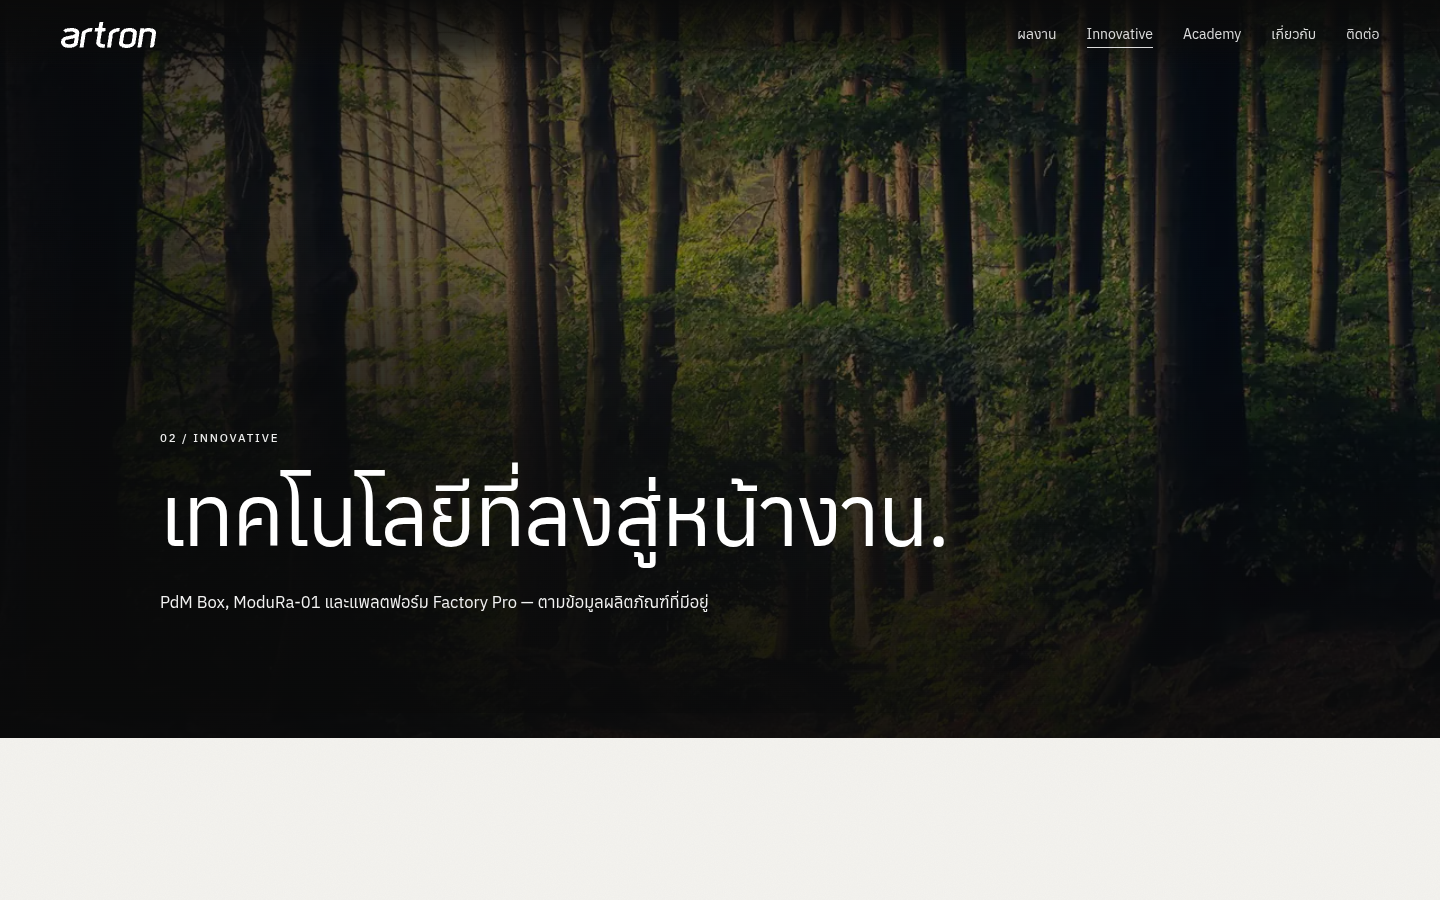 artron
ผลงาน
Innovative
Academy
เกี่ยวกับ
ติดต่อ
02 / INNOVATIVE
เทคโนโลยีที่ลงสู่หน้างาน.
PdM Box, ModuRa-01 และแพลตฟอร์ม Factory Pro — ตามข้อมูลผลิตภัณฑ์ที่มีอยู่